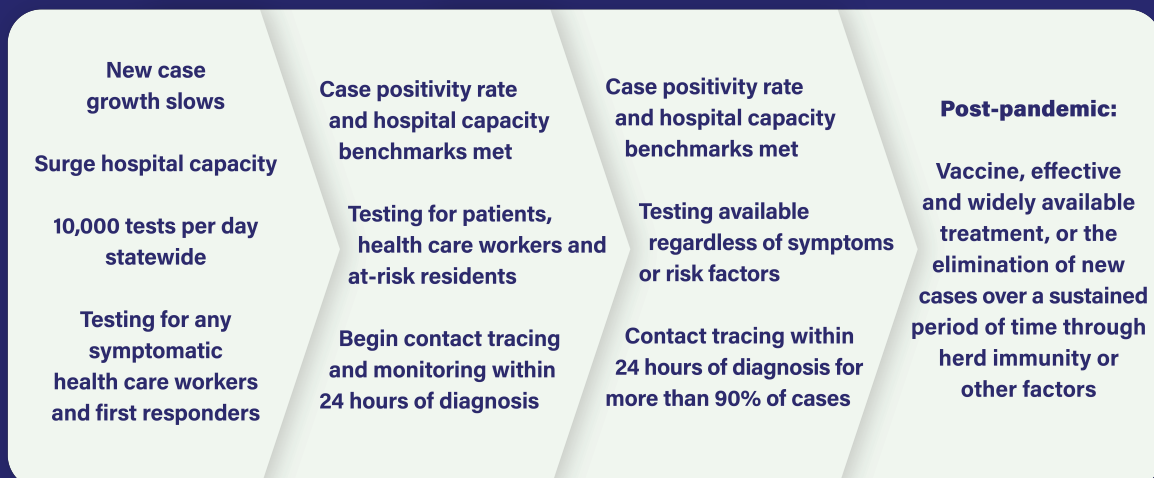 New case
growth slows
Surge hospital capacity
10,000 tests per day
statewide
Testing for any
symptomatic
health care workers
and first responders
Case positivity rate
and hospital capacity
benchmarks met
Testing for patients,
health care workers and
at-risk residents
Begin contact tracing
and monitoring within
24 hours of diagnosis
Case positivity rate
and hospital capacity
benchmarks met
Testing available
regardless of symptoms
or risk factors
Contact tracing within
24 hours of diagnosis for
more than 90% of cases
Post-pandemic:
Vaccine, effective
and widely available
treatment, or the
elimination of new
cases over a sustained
period of time through
herd immunity or
other factors